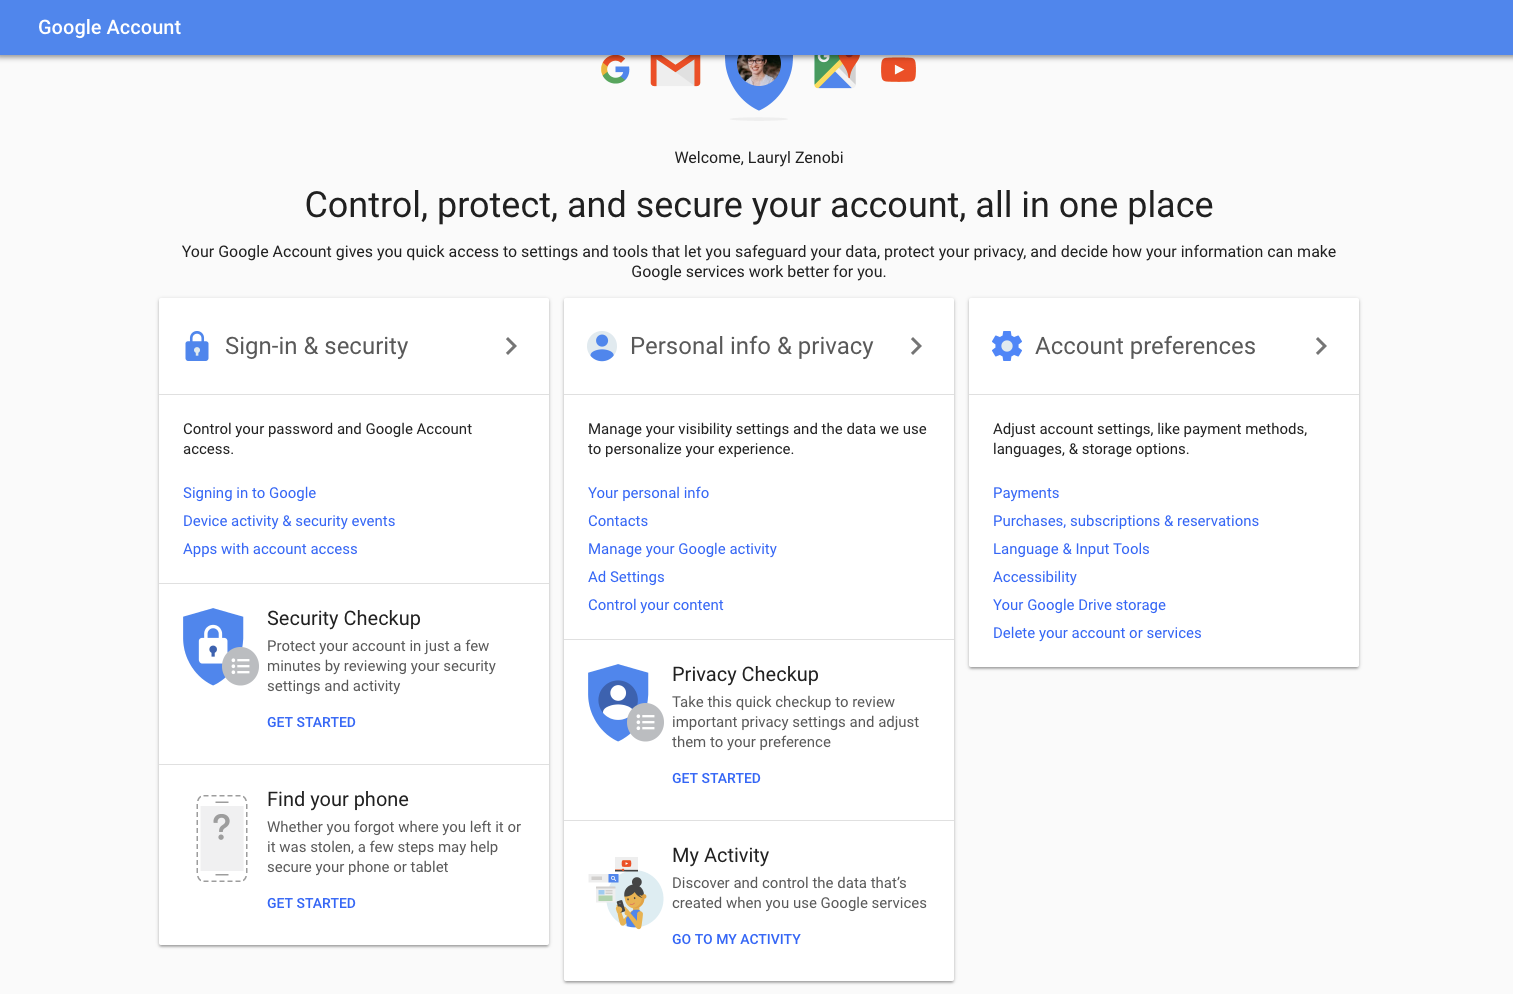 Google Account
Welcome, Lauryl Zenobi
Control, protect, and secure your account, all in one place
Your Google Account gives you quick access to settings and tools that let you safeguard your data, protect your privacy, and decide how your information can make
Google services work better for you.
Sign-in & security
Control your password and Google Account
access.
Signing in to Google
Device activity & security events
Apps with account access
Security Checkup
Protect your account in just a few
minutes by reviewing your security
settings and activity
GET STARTED
?
Find your phone
Whether you forgot where you left it or
it was stolen, a few steps may help
secure your phone or tablet
GET STARTED
Personal info & privacy
Manage your visibility settings and the data we use
to personalize your experience.
Your personal info
Contacts
Manage your Google activity
Ad Settings
Control your content
Privacy Checkup
Take this quick checkup to review
important privacy settings and adjust
them to your preference
GET STARTED
My Activity
Discover and control the data that’s
created when you use Google services
GO TO MY ACTIVITY
Account preferences
Adjust account settings, like payment methods,
languages, & storage options.
Payments
Purchases, subscriptions & reservations
Language & Input Tools
Accessibility
Your Google Drive storage
Delete your account or services